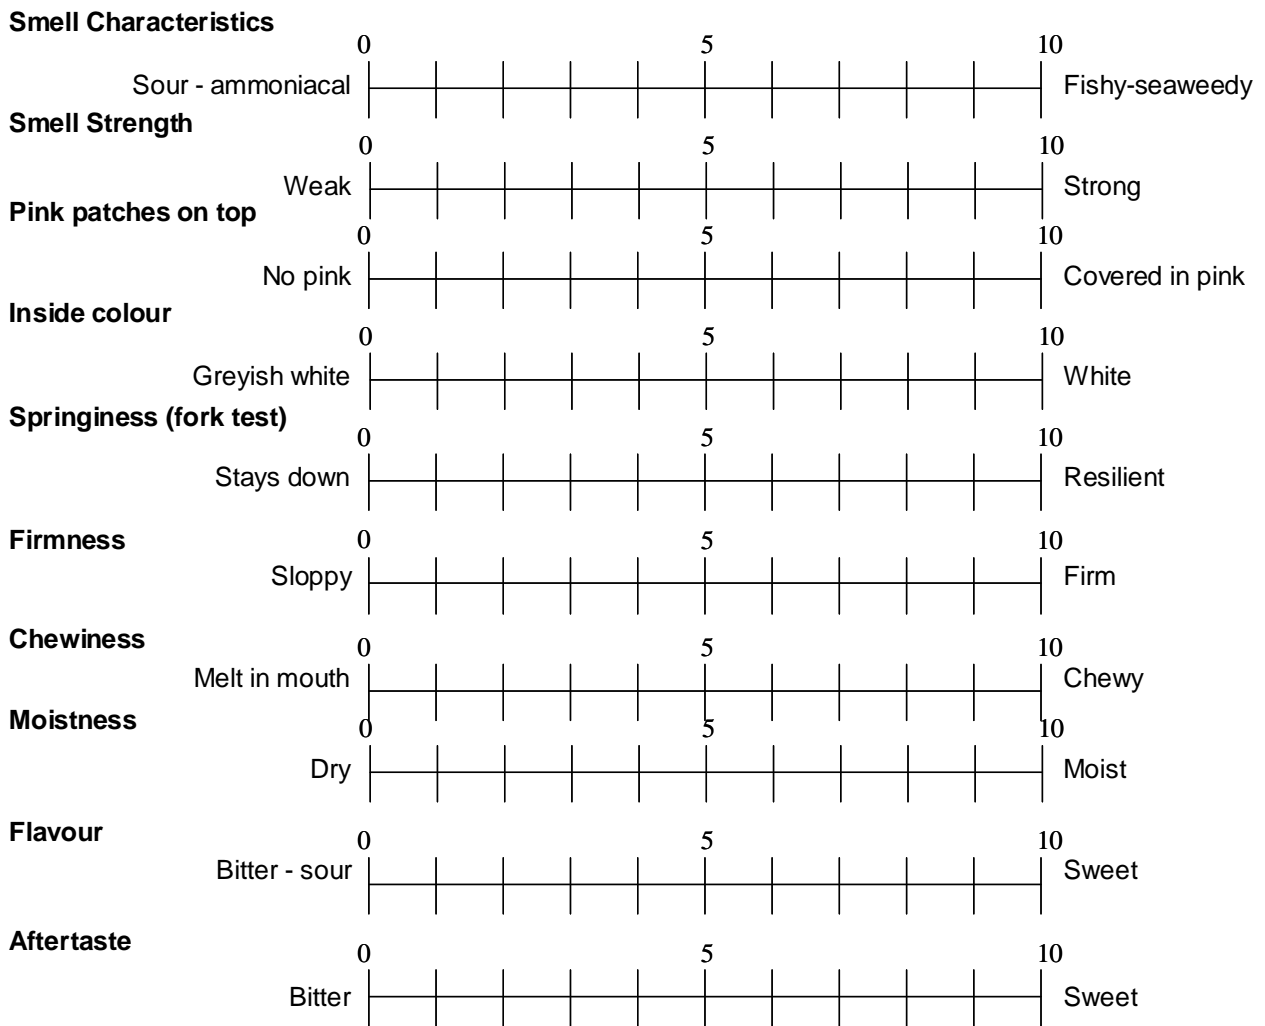 Smell Characteristics
0 5 10
Sour - ammoniacal Fishy-seaweedy
Smell Strength
0 5 10
Weak Strong
Pink patches on top
0 5 10
No pink Covered in pink
Inside colour
0 5 10
Greyish white White
Springiness (fork test)
0 5 10
Stays down Resilient
Firmness
0 5 10
Sloppy Firm
Chewiness
0 5 10
Melt in mouth Chewy
Moistness
0 5 10
Dry Moist
Flavour
0 5 10
Bitter - sour Sweet
Aftertaste
0 5 10
Bitter Sweet